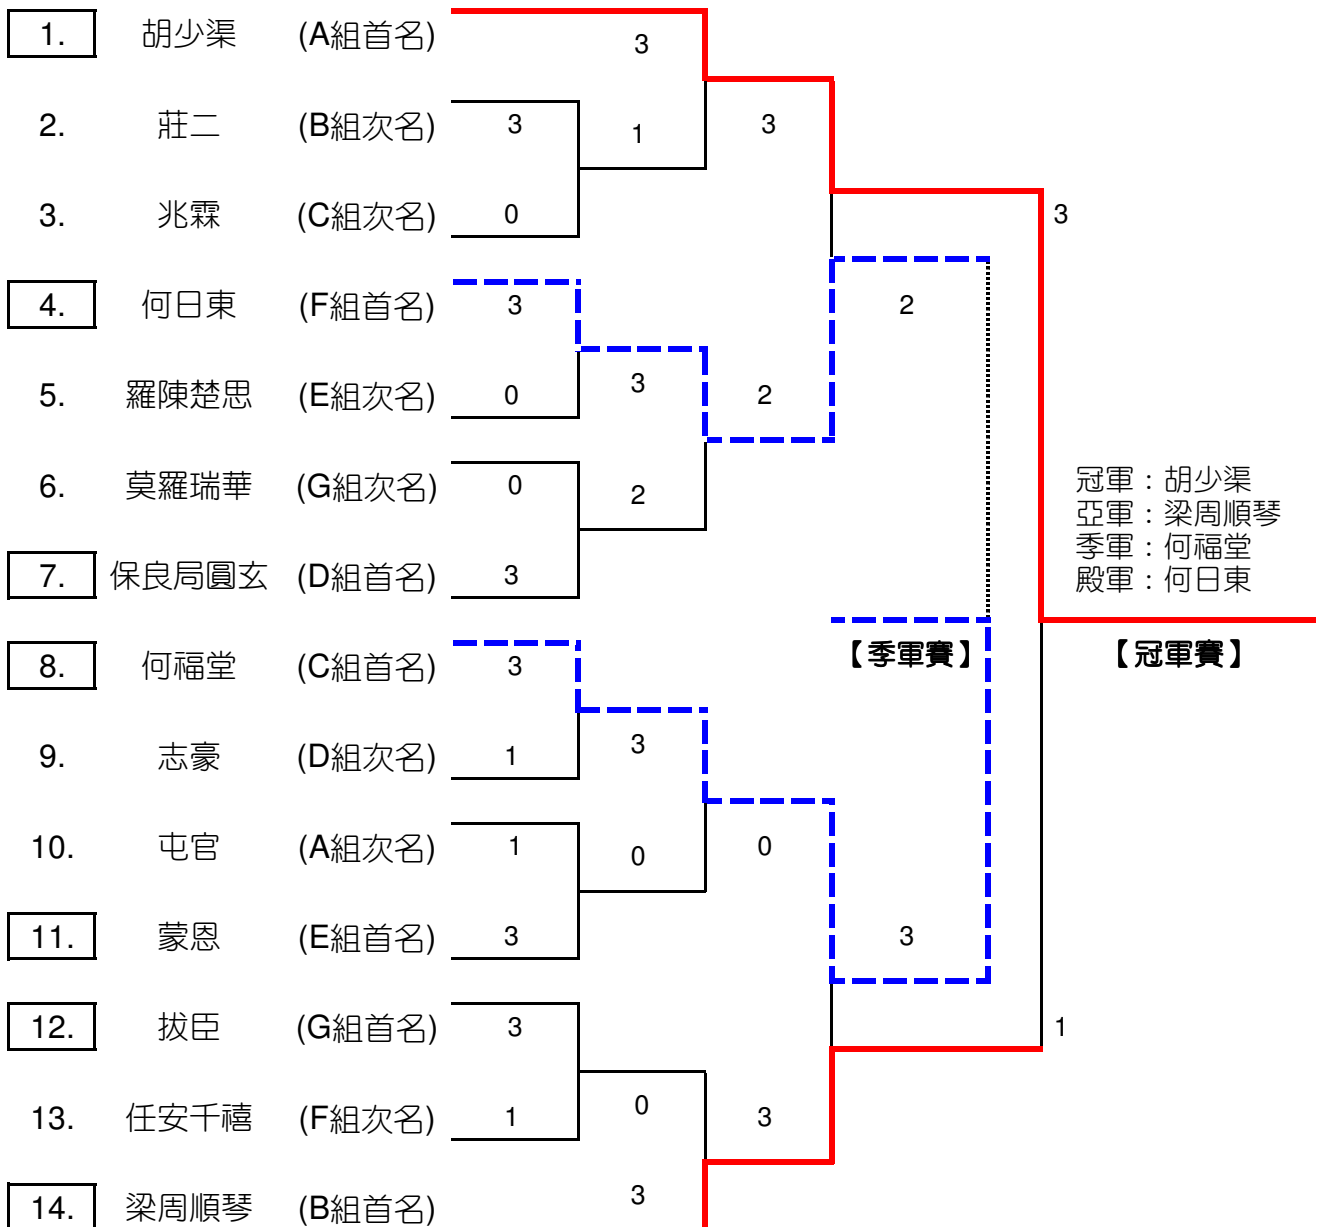 1. 胡少渠 (A組首名) 3
2. 莊二 (B組次名) 3 1 3
3. 兆霖 (C組次名) 0 3
4. 何日東 (F組首名) 3 2
5. 羅陳楚思 (E組次名) 0 3 2
6. 莫羅瑞華 (G組次名) 0 2
冠軍：胡少渠
亞軍：梁周順琴
季軍：何福堂
殿軍：何日東
7. 保良局圓玄 (D組首名) 3
8. 何福堂 (C組首名) 3 【季軍賽】 【冠軍賽】
9. 志豪 (D組次名) 1 3
10. 屯官 (A組次名) 1 0 0
11. 蒙恩 (E組首名) 3 3
12. 拔臣 (G組首名) 3 1
13. 任安千禧 (F組次名) 1 0 3
14. 梁周順琴 (B組首名) 3